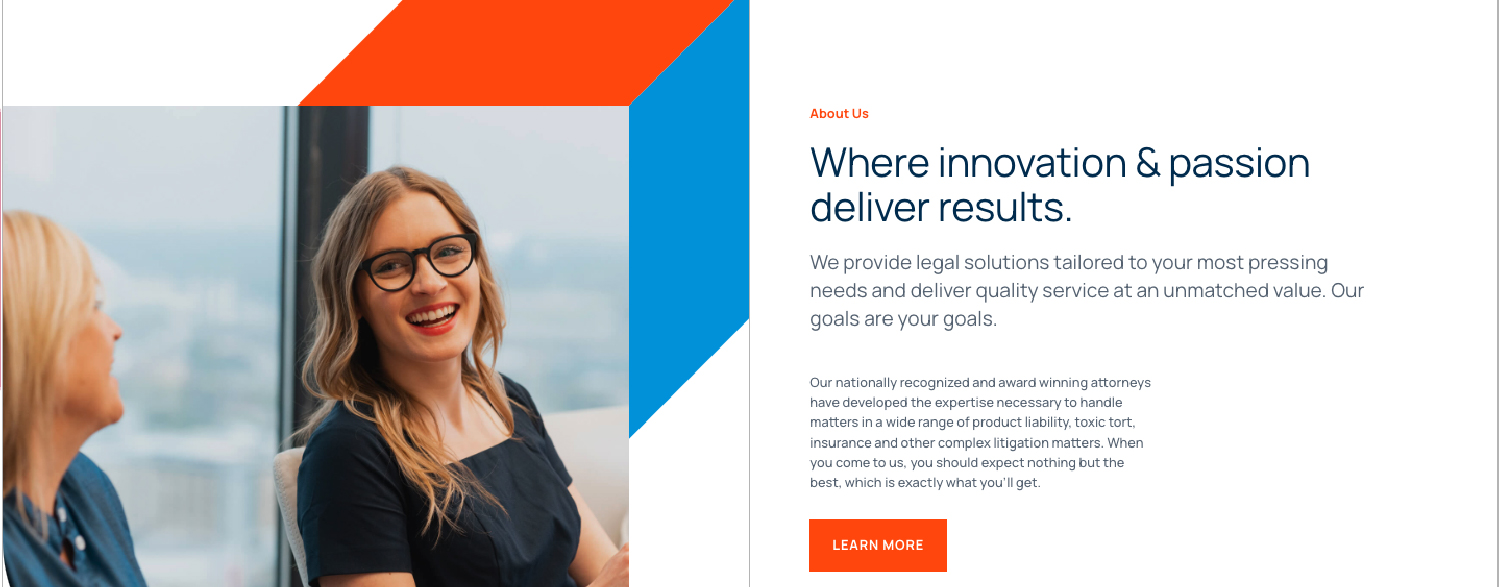 About Us
Where innovation & passion
deliver results.
We provide legal solutions tailored to your most pressing
needs and deliver quality service at an unmatched value. Our
goals are your goals.
Our nationally recognized and award winning attorneys
have developed the expertise necessary to handle
matters in a wide range of product liability, toxic tort,
insurance and other complex litigation matters. When
you come to us, you should expect nothing but the
best, which is exactly what you'll get.
LEARN MORE